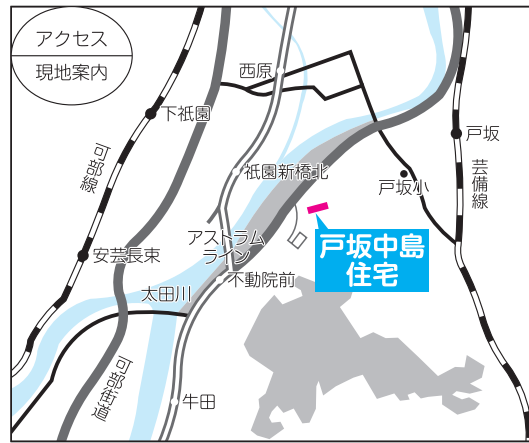 アクセス
現地案内
西原
下祇園
可部線
祇園新橋北
戸坂
戸坂小
芸備線
アストラム
ライン
戸坂中島
住宅
安芸長束
不動院前
太田川
可部街道
牛田